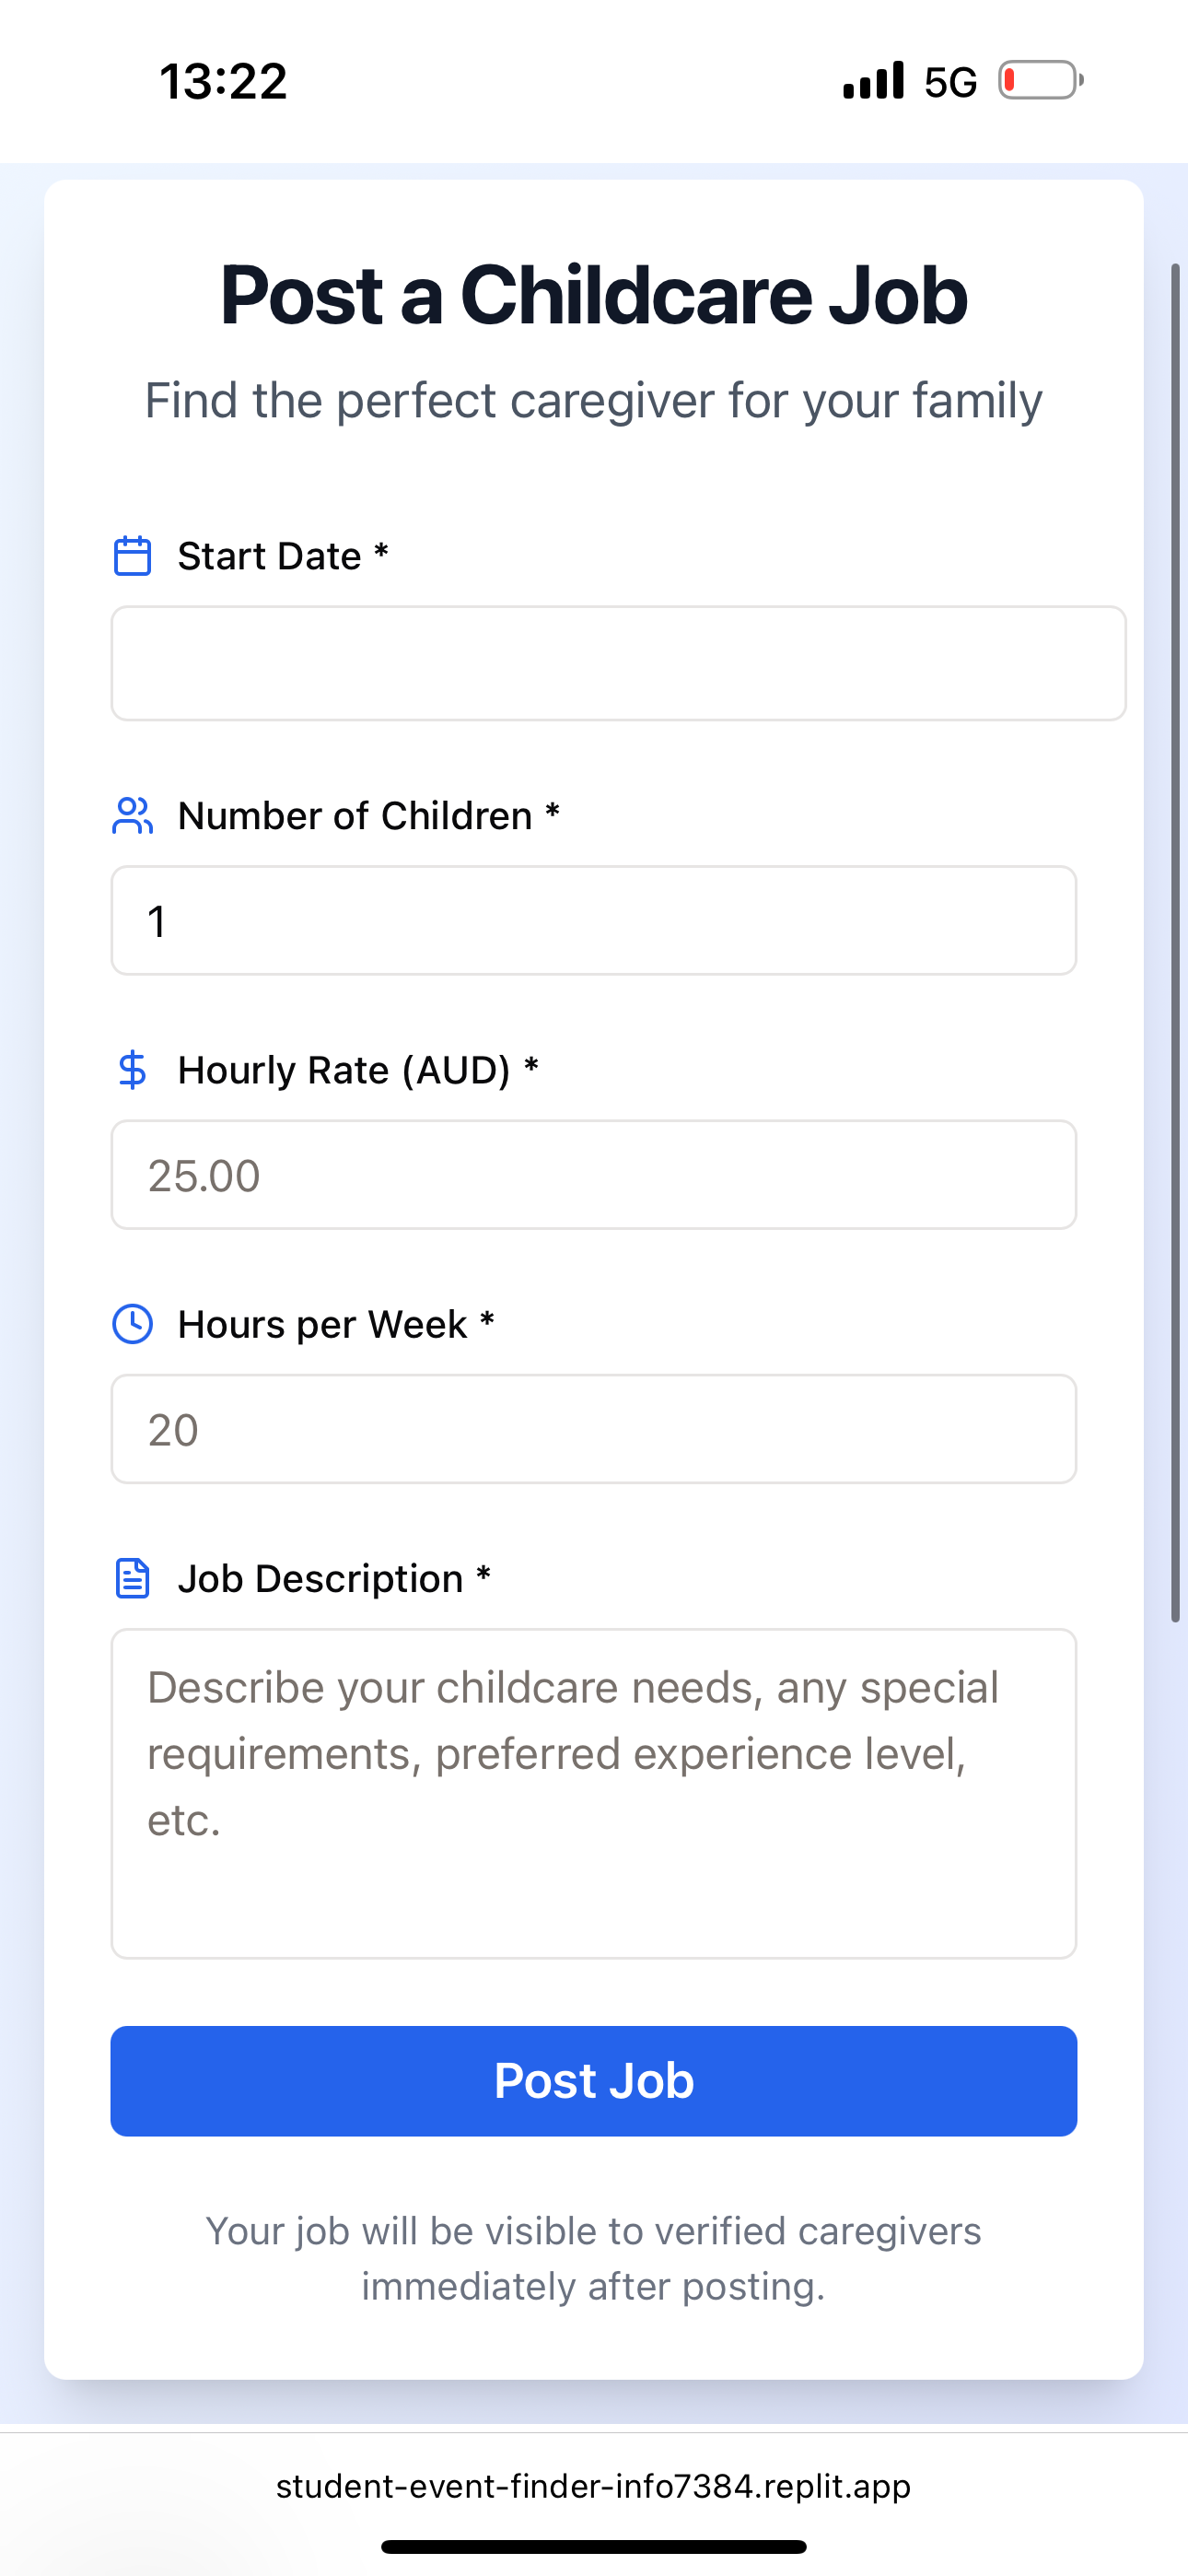 13:22 5G
Post a Childcare Job
Find the perfect caregiver for your family
Start Date *
Number of Children *
1
Hourly Rate (AUD) *
25.00
Hours per Week *
20
Job Description *
Describe your childcare needs, any special
requirements, preferred experience level,
etc.
Post Job
Your job will be visible to verified caregivers
immediately after posting.
student-event-finder-info7384.replit.app